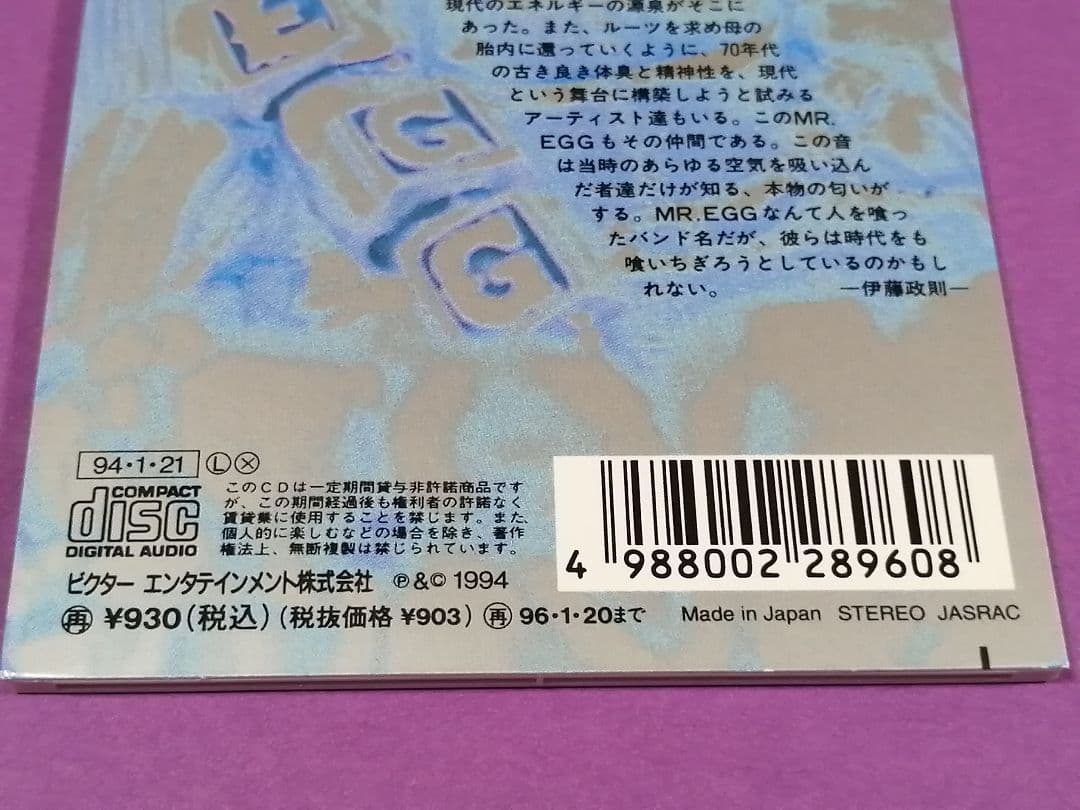 現代のエネルギーの源泉がそこに
あった。また、ルーツを求め母の
胎内に還っていくように、70年代
の古き良き体臭と精神性を、現代
という舞台に構築しようと試みる
アーティスト達もいる。このMR.
EGGもその仲間である。この音
は当時のあらゆる空気を吸い込ん
だ者達だけが知る、本物の匂いが
する。MR.EGGなんて人を喰っ
たバンド名だが、彼らは時代をも
喰いちぎろうとしているのかもし
れない。 —伊藤政則—
E
G
G
94・1・21 Ⓛ Ⓧ
COMPACT
disc
DIGITAL AUDIO
このCDは一定期間貸与非許諾商品です
が、この期間経過後も権利者の許諾なく
賃貸業に使用することを禁じます。また、
個人的に楽しむなどの場合を除き、著作
権法上、無断複製は禁じられています。
ビクター エンタテインメント株式会社 Ⓟ&© 1994
再 ¥930(税込)(税抜価格 ¥903) 再 96・1・20まで
4 988002 289608
Made in Japan STEREO JASRAC